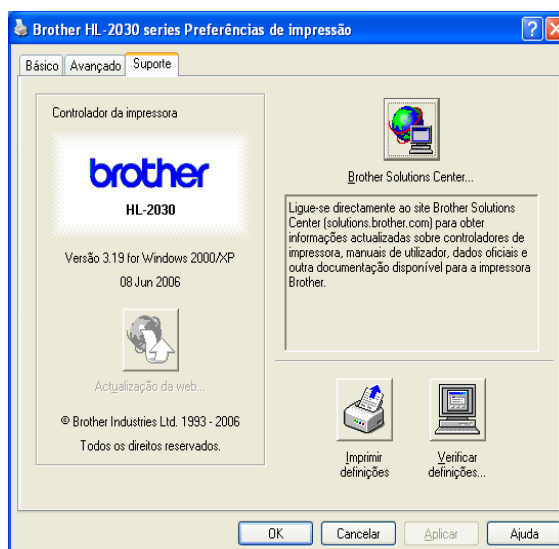 Brother HL-2030 series Preferências de impressão
Básico
Avançado
Suporte
Controlador da impressora
brother
HL-2030
Versão 3.19 for Windows 2000/XP
08 Jun 2006
Actualização da web...
© Brother Industries Ltd. 1993 - 2006
Todos os direitos reservados.
Brother Solutions Center...
Ligue-se directamente ao site Brother Solutions
Center (solutions.brother.com) para obter
informações actualizadas sobre controladores de
impressora, manuais de utilizador, dados oficiais e
outra documentação disponível para a impressora
Brother.
Imprimir
definições
Verificar
definições...
OK
Cancelar
Aplicar
Ajuda